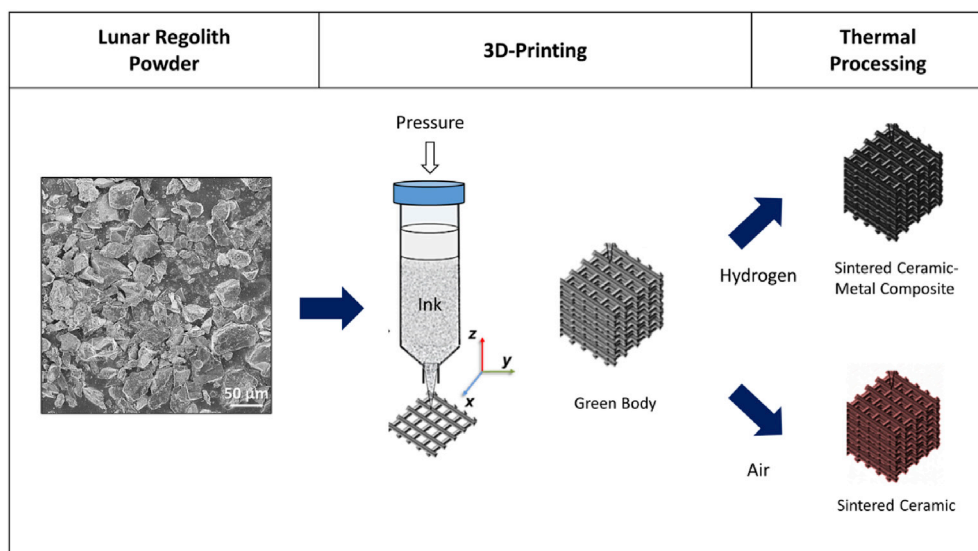 Lunar Regolith
Powder
3D-Printing
Thermal
Processing
Pressure
Ink
z
y
x
50 µm
Green Body
Hydrogen
Air
Sintered Ceramic-
Metal Composite
Sintered Ceramic